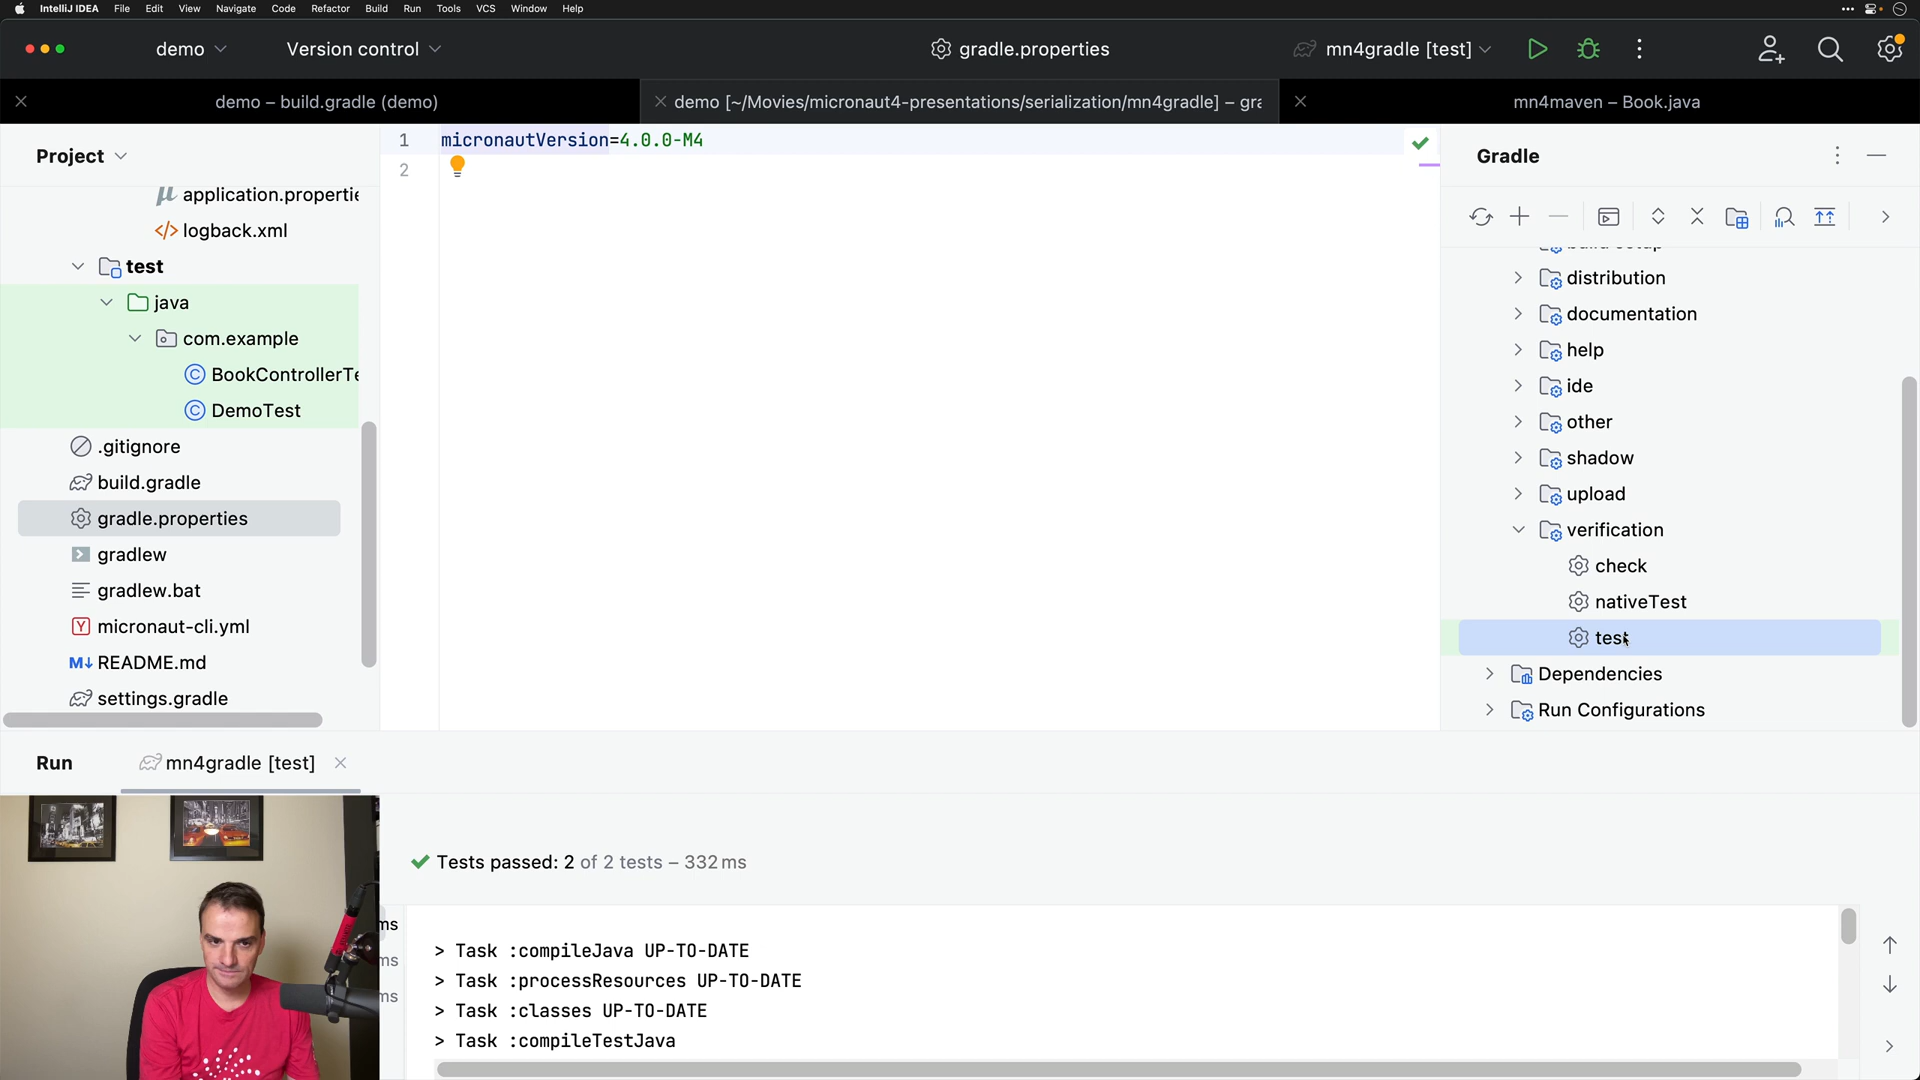 IntelliJ IDEA File Edit View Navigate Code Refactor Build Run Tools VCS Window Help
demo Version control gradle.properties mn4gradle [test]
demo – build.gradle (demo) demo [~/Movies/micronaut4-presentations/serialization/mn4gradle] – gra mn4maven – Book.java
Project
application.propertie
logback.xml
test
java
com.example
BookControllerTe
DemoTest
.gitignore
build.gradle
gradle.properties
gradlew
gradlew.bat
micronaut-cli.yml
README.md
settings.gradle
1 micronautVersion=4.0.0-M4
2
Gradle
build setup
distribution
documentation
help
ide
other
shadow
upload
verification
check
nativeTest
test
Dependencies
Run Configurations
Run mn4gradle [test]
Tests passed: 2 of 2 tests – 332 ms
ms
ms
ms
> Task :compileJava UP-TO-DATE
> Task :processResources UP-TO-DATE
> Task :classes UP-TO-DATE
> Task :compileTestJava